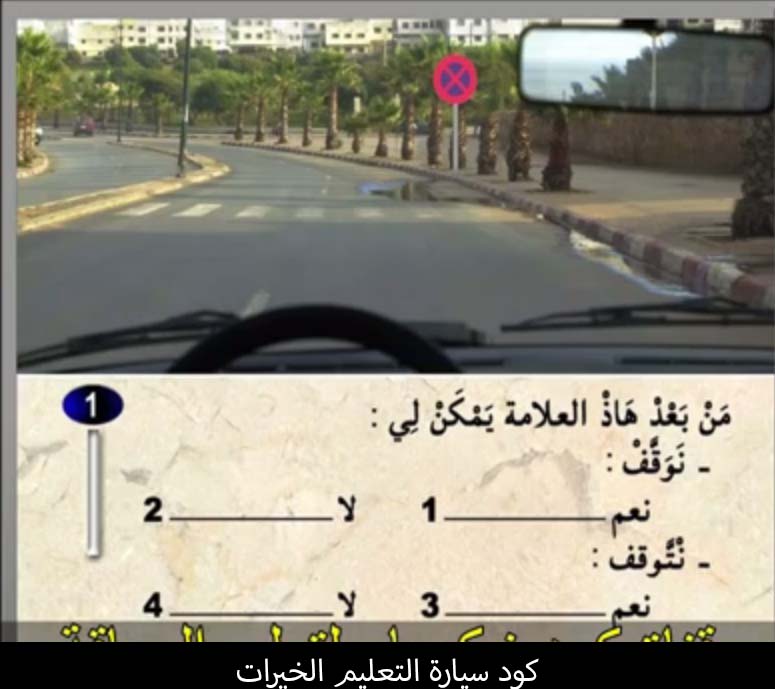 1
مَنْ بَعْدْ هَاذْ العلامة يَمْكَنْ لِي :
- نَوَقَّفْ :
نعم 1 لا 2
- نْتَّوقف :
نعم 3 لا 4
كود سيارة التعليم الخيرات